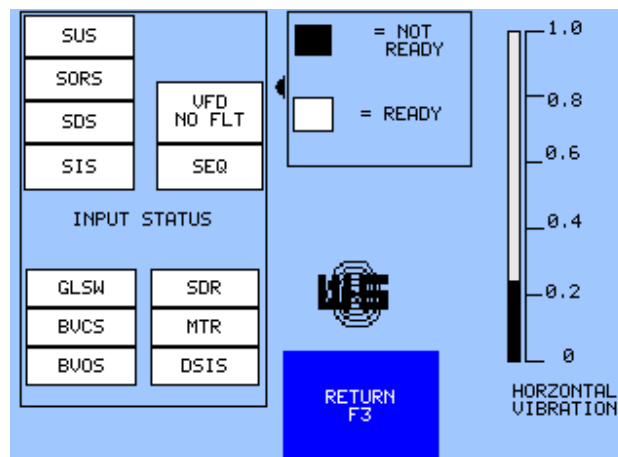 SUS
SORS
SDS
SIS
VFD
NO FLT
SEQ
INPUT STATUS
GLSW
BVCS
BVOS
SDR
MTR
DSIS
= NOT
READY
= READY
RETURN
F3
1.0
0.8
0.6
0.4
0.2
0
HORZONTAL
VIBRATION